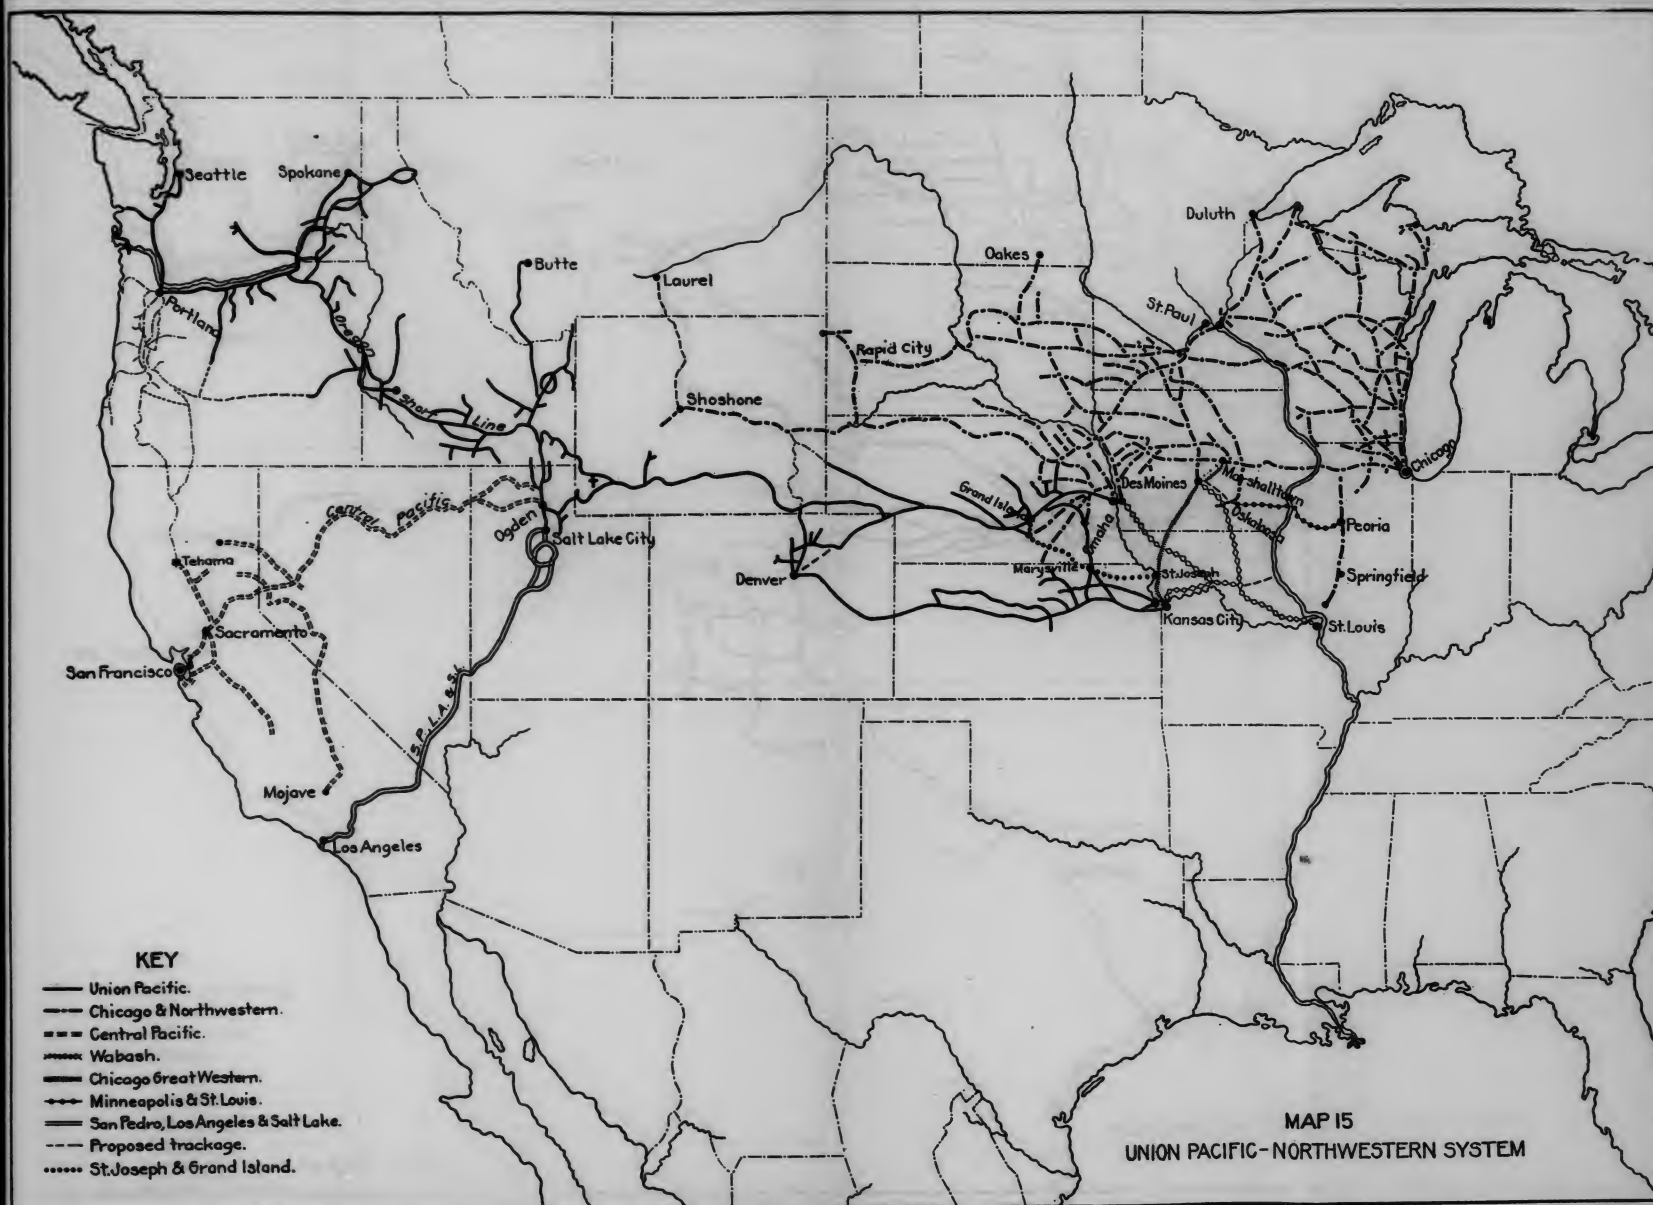 Seattle
Spokane
Duluth
Butte
Oakes
Laurel
Portland
Oregon
Short Line
St. Paul
Rapid City
Shoshone
Chicago
Central Pacific
Grand Island
Des Moines
Marshalltown
Oskaloosa
Ogden
Salt Lake City
Omaha
Peoria
Tehama
Denver
Marysville
St. Joseph
Springfield
Kansas City
St. Louis
Sacramento
San Francisco
S. P., L. A. & S. L.
Mojave
Los Angeles
KEY
Union Pacific.
Chicago & Northwestern.
Central Pacific.
Wabash.
Chicago Great Western.
Minneapolis & St. Louis.
San Pedro, Los Angeles & Salt Lake.
Proposed trackage.
St. Joseph & Grand Island.
MAP 15
UNION PACIFIC-NORTHWESTERN SYSTEM